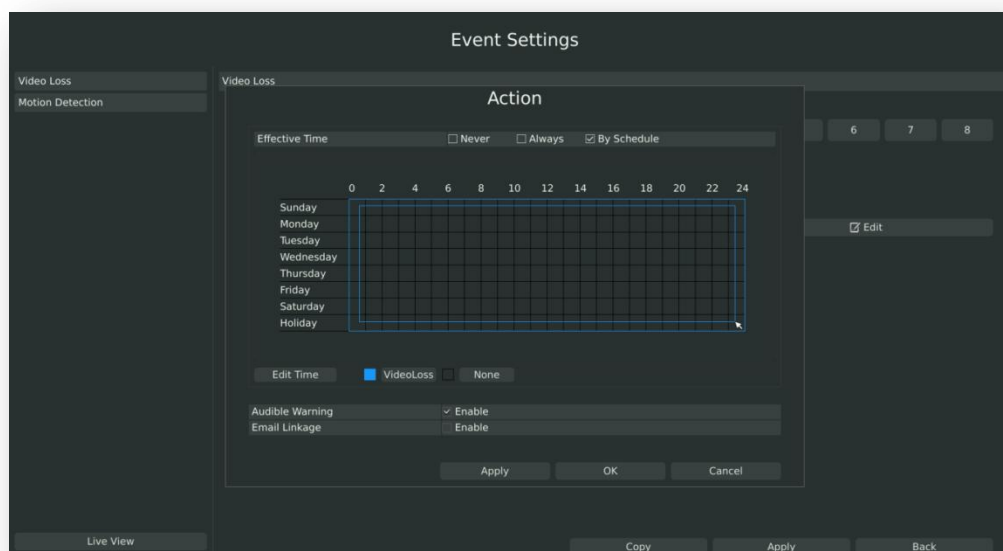 Event Settings
Video Loss
Motion Detection
Video Loss
6 7 8
Edit
Action
Effective Time Never Always By Schedule
0 2 4 6 8 10 12 14 16 18 20 22 24
Sunday
Monday
Tuesday
Wednesday
Thursday
Friday
Saturday
Holiday
Edit Time VideoLoss None
Audible Warning Enable
Email Linkage Enable
Apply OK Cancel
Live View
Copy Apply Back